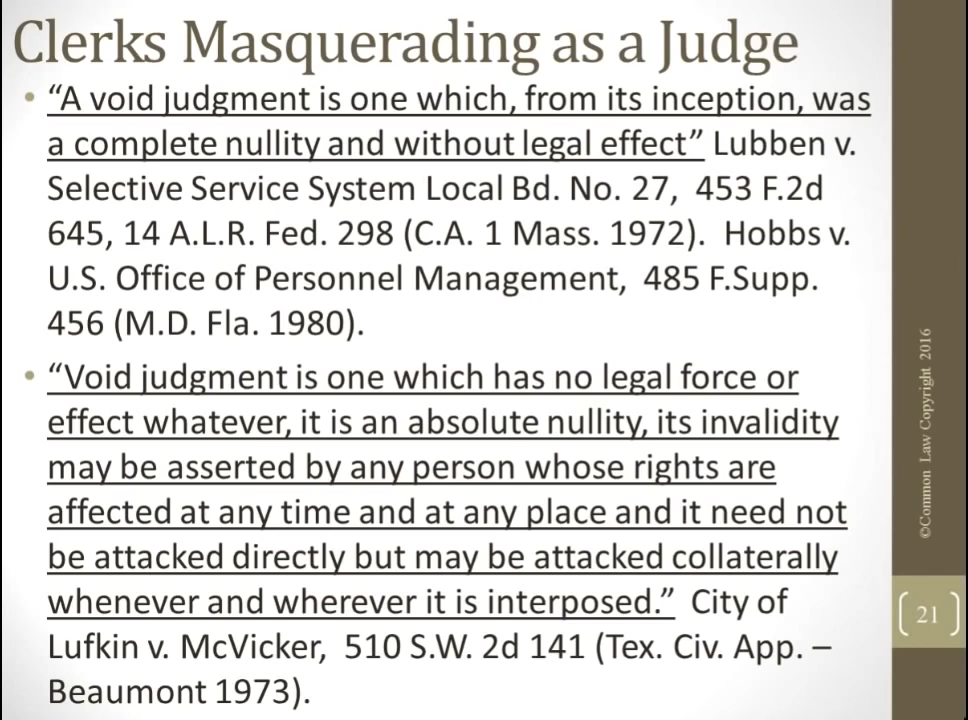 Clerks Masquerading as a Judge
• “A void judgment is one which, from its inception, was
a complete nullity and without legal effect” Lubben v.
Selective Service System Local Bd. No. 27, 453 F.2d
645, 14 A.L.R. Fed. 298 (C.A. 1 Mass. 1972). Hobbs v.
U.S. Office of Personnel Management, 485 F.Supp.
456 (M.D. Fla. 1980).
• “Void judgment is one which has no legal force or
effect whatever, it is an absolute nullity, its invalidity
may be asserted by any person whose rights are
affected at any time and at any place and it need not
be attacked directly but may be attacked collaterally
whenever and wherever it is interposed.” City of
Lufkin v. McVicker, 510 S.W. 2d 141 (Tex. Civ. App. –
Beaumont 1973).
©Common Law Copyright 2016
21